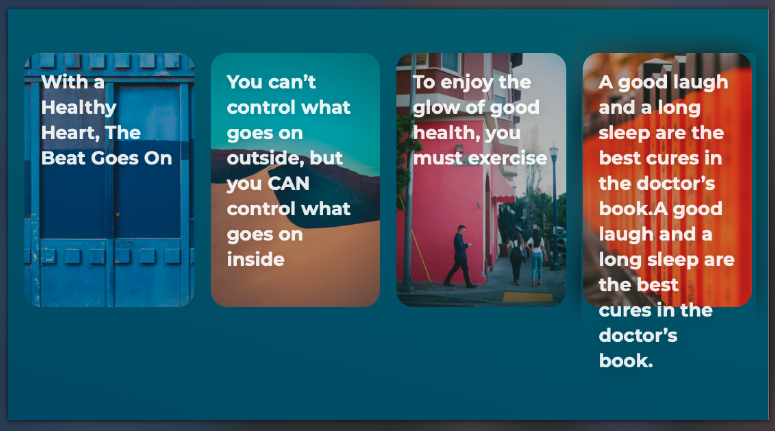 With a
Healthy
Heart, The
Beat Goes On
You can’t
control what
goes on
outside, but
you CAN
control what
goes on
inside
To enjoy the
glow of good
health, you
must exercise
A good laugh
and a long
sleep are the
best cures in
the doctor’s
book.A good
laugh and a
long sleep are
the best
cures in the
doctor’s
book.